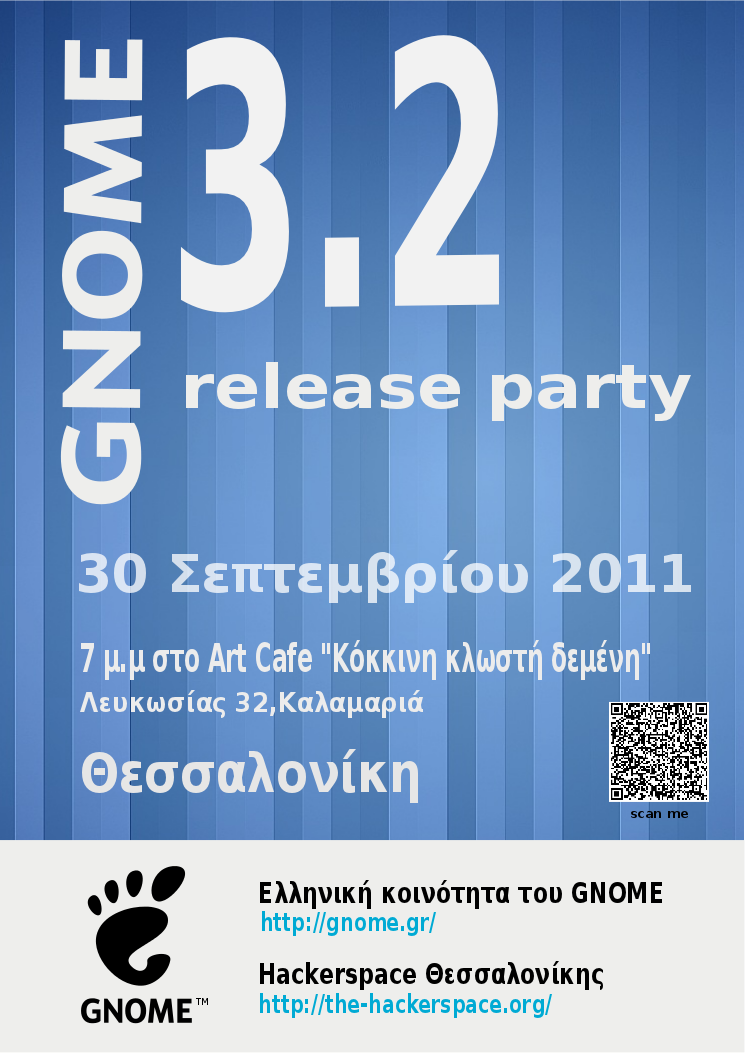 GNOME
3.2
release party
30 Σεπτεμβρίου 2011
7 μ.μ στο Art Cafe "Κόκκινη κλωστή δεμένη"
Λευκωσίας 32,Καλαμαριά
Θεσσαλονίκη
scan me
Ελληνική κοινότητα του GNOME
http://gnome.gr/
Hackerspace Θεσσαλονίκης
http://the-hackerspace.org/
GNOME™